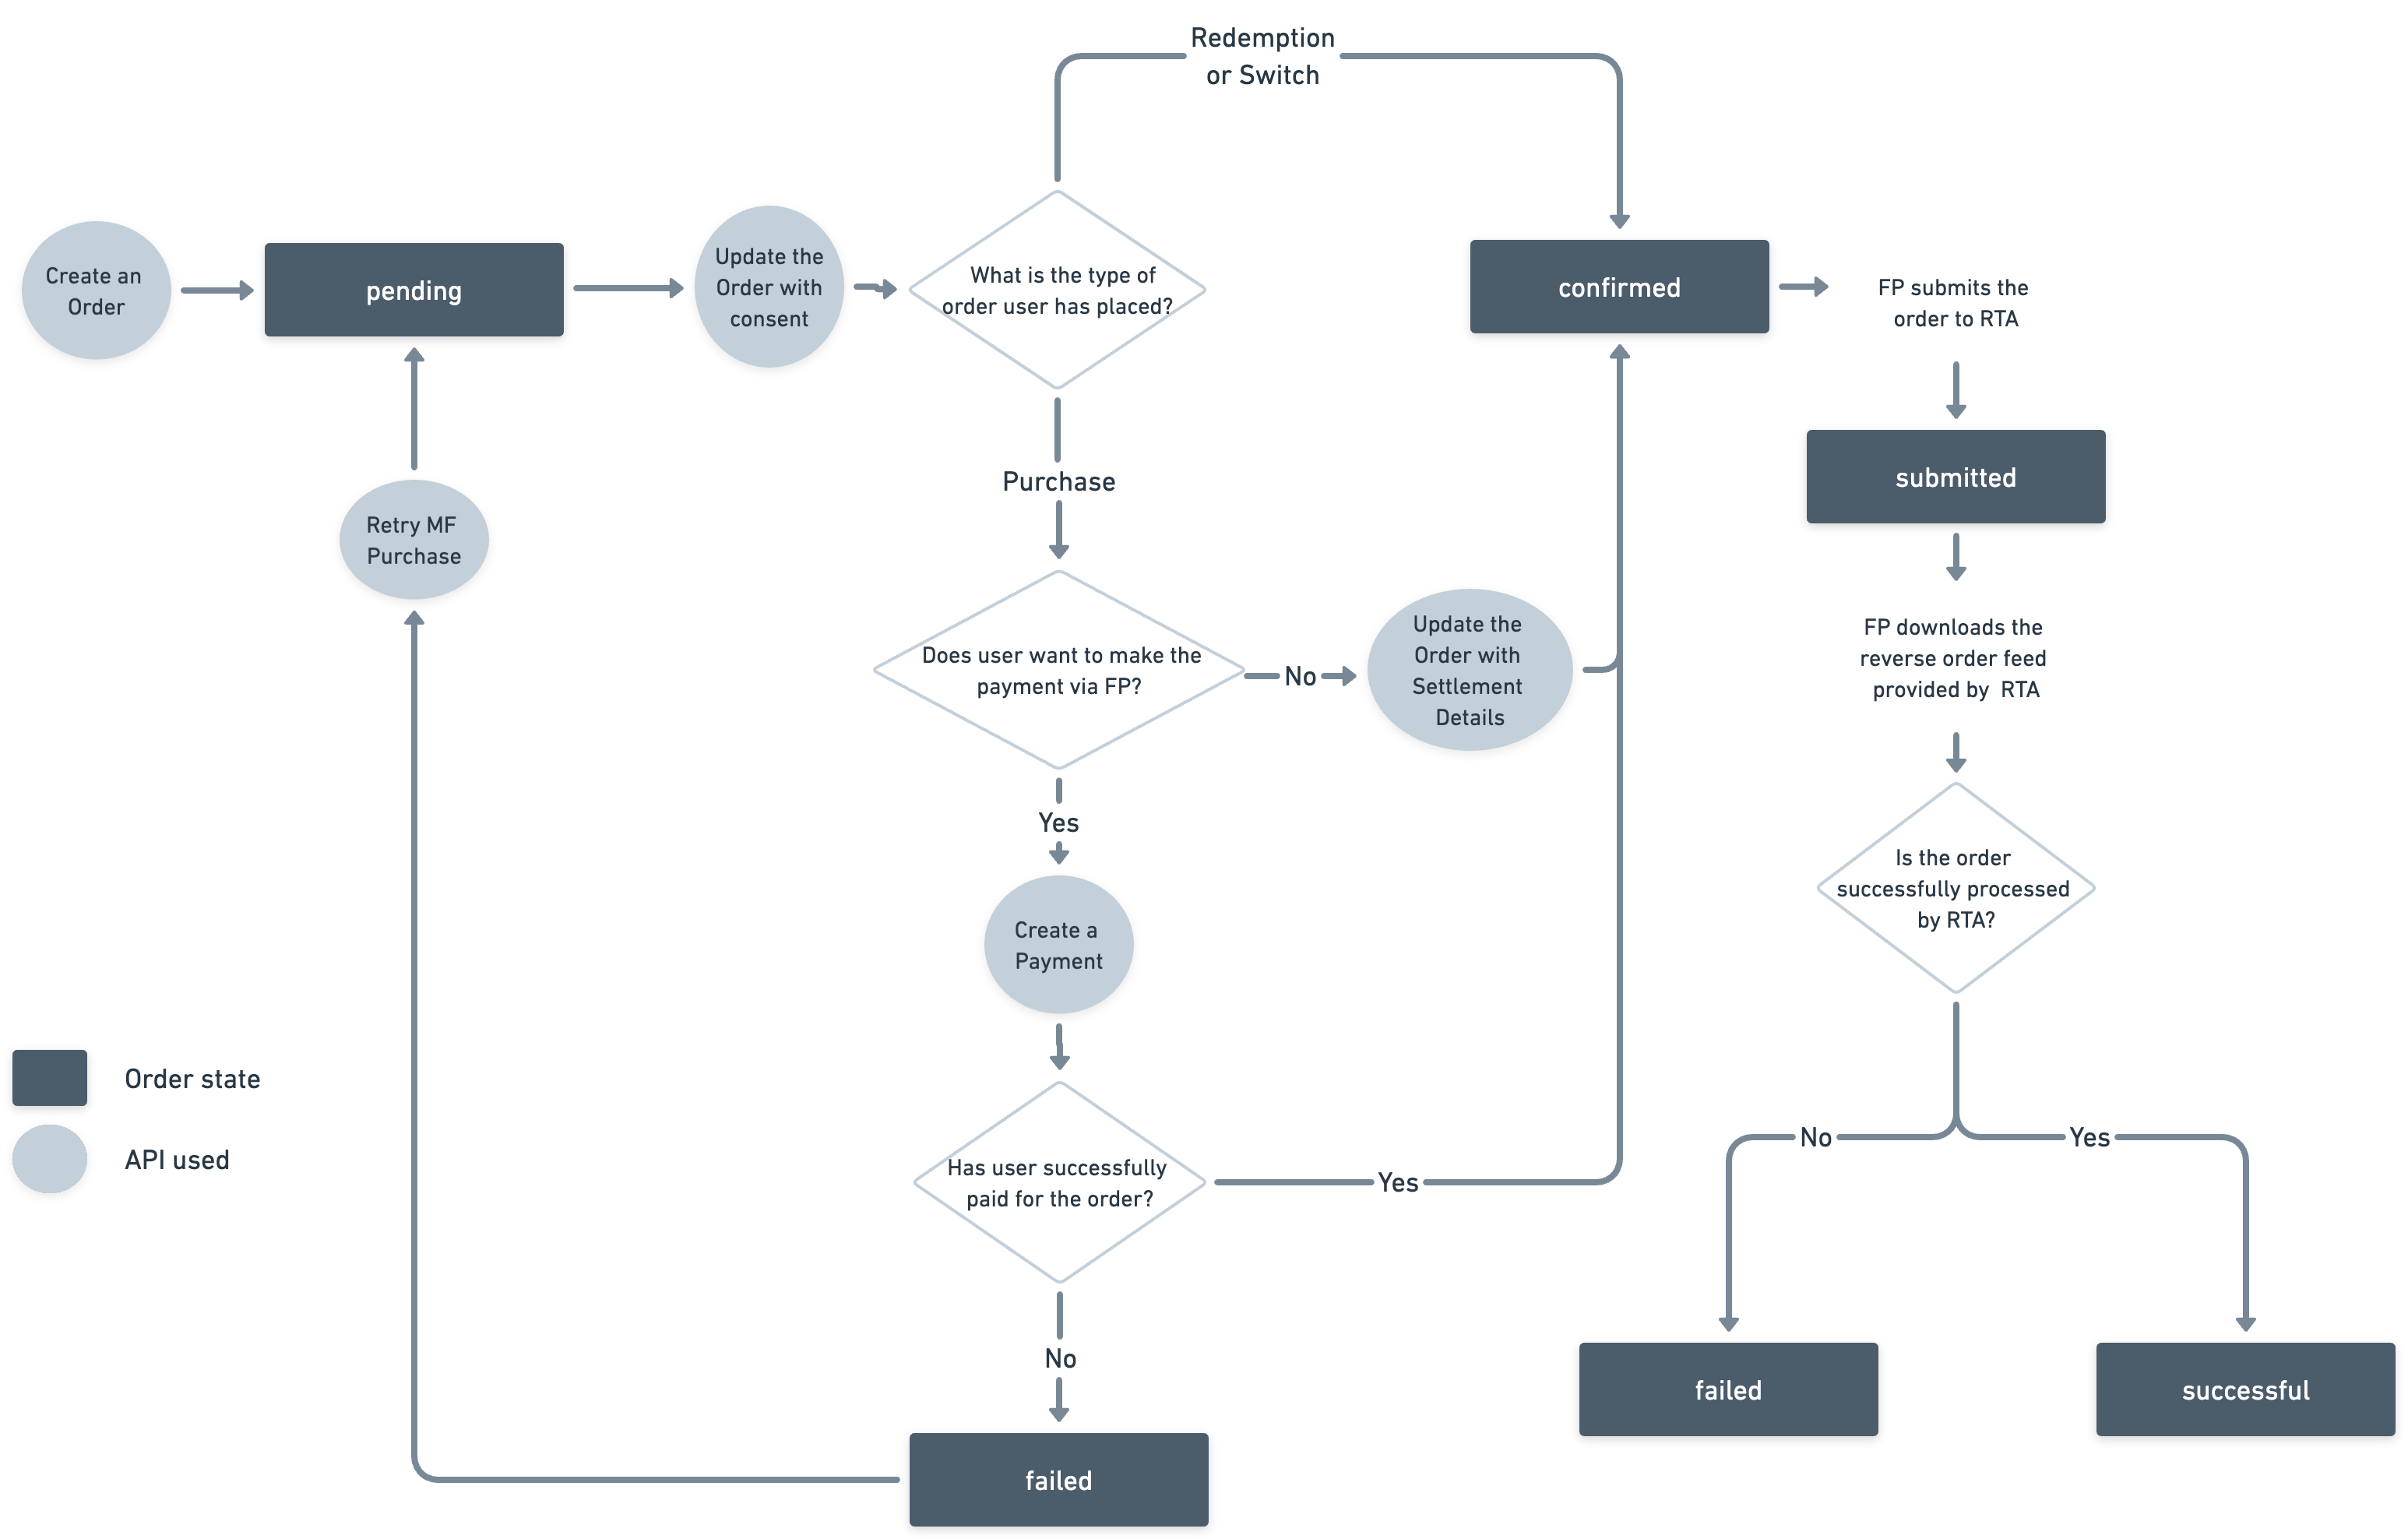 Redemption
or Switch
Create an
Order
pending
Update the
Order with
consent
What is the type of
order user has placed?
confirmed
FP submits the
order to RTA
Purchase
submitted
Retry MF
Purchase
Does user want to make the
payment via FP?
No
Update the
Order with
Settlement
Details
FP downloads the
reverse order feed
provided by RTA
Yes
Create a
Payment
Is the order
successfully processed
by RTA?
Order state
API used
Has user successfully
paid for the order?
Yes
No
Yes
No
failed
failed
successful